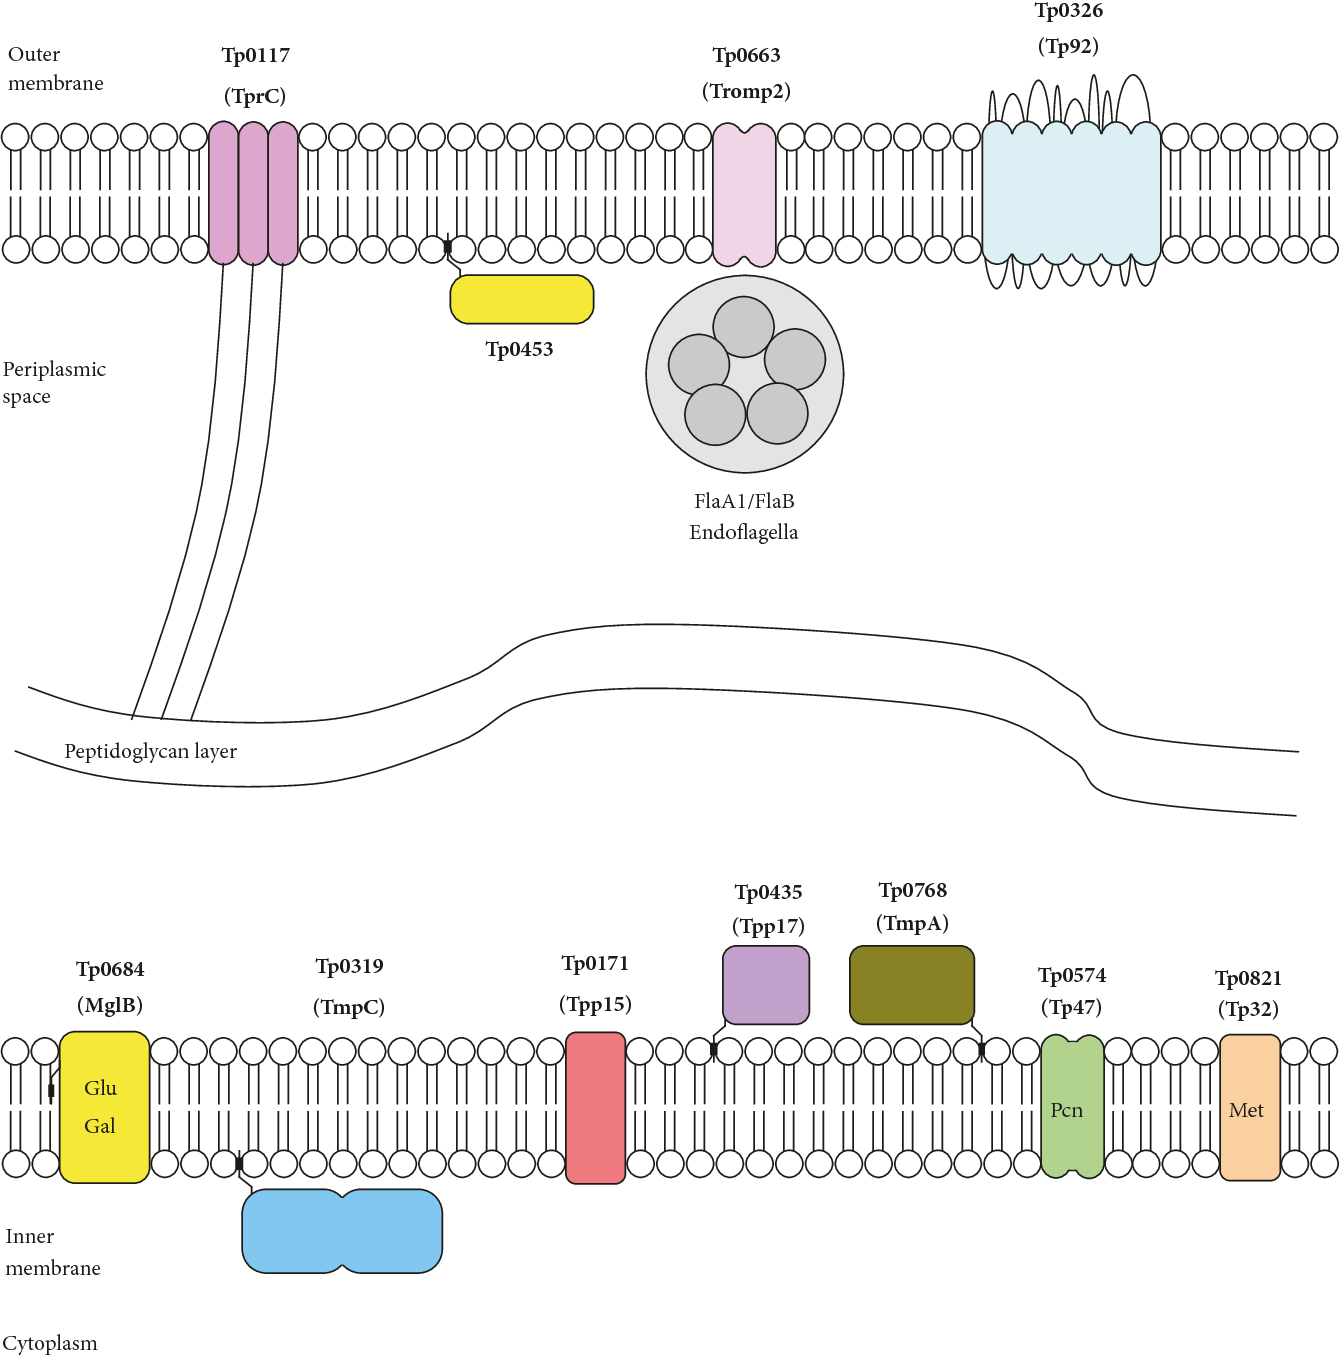 Tp0326
(Tp92)
Outer
membrane
Tp0117
(TprC)
Tp0663
(Tromp2)
Tp0453
Periplasmic
space
FlaA1/FlaB
Endoflagella
Peptidoglycan layer
Tp0435
(Tpp17)
Tp0768
(TmpA)
Tp0684
(MglB)
Tp0319
(TmpC)
Tp0171
(Tpp15)
Tp0574
(Tp47)
Tp0821
(Tp32)
Glu
Gal
Pcn
Met
Inner
membrane
Cytoplasm